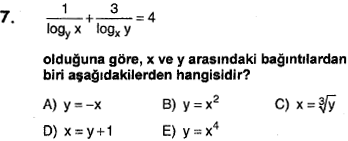 7. 1/log_y x + 3/log_x y = 4
olduğuna göre, x ve y arasındaki bağıntılardan
biri aşağıdakilerden hangisidir?
A) y = –x B) y = x² C) x = ∛y
D) x = y + 1 E) y = x⁴